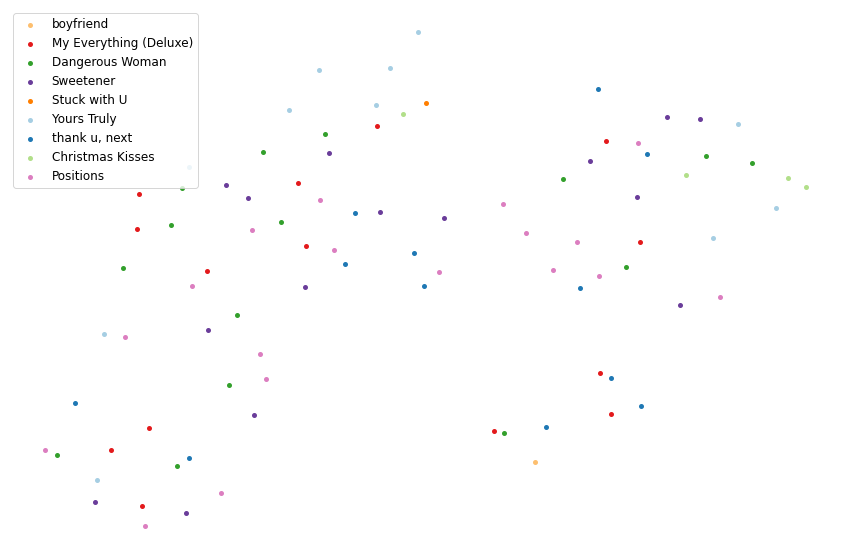 boyfriend
My Everything (Deluxe)
Dangerous Woman
Sweetener
Stuck with U
Yours Truly
thank u, next
Christmas Kisses
Positions